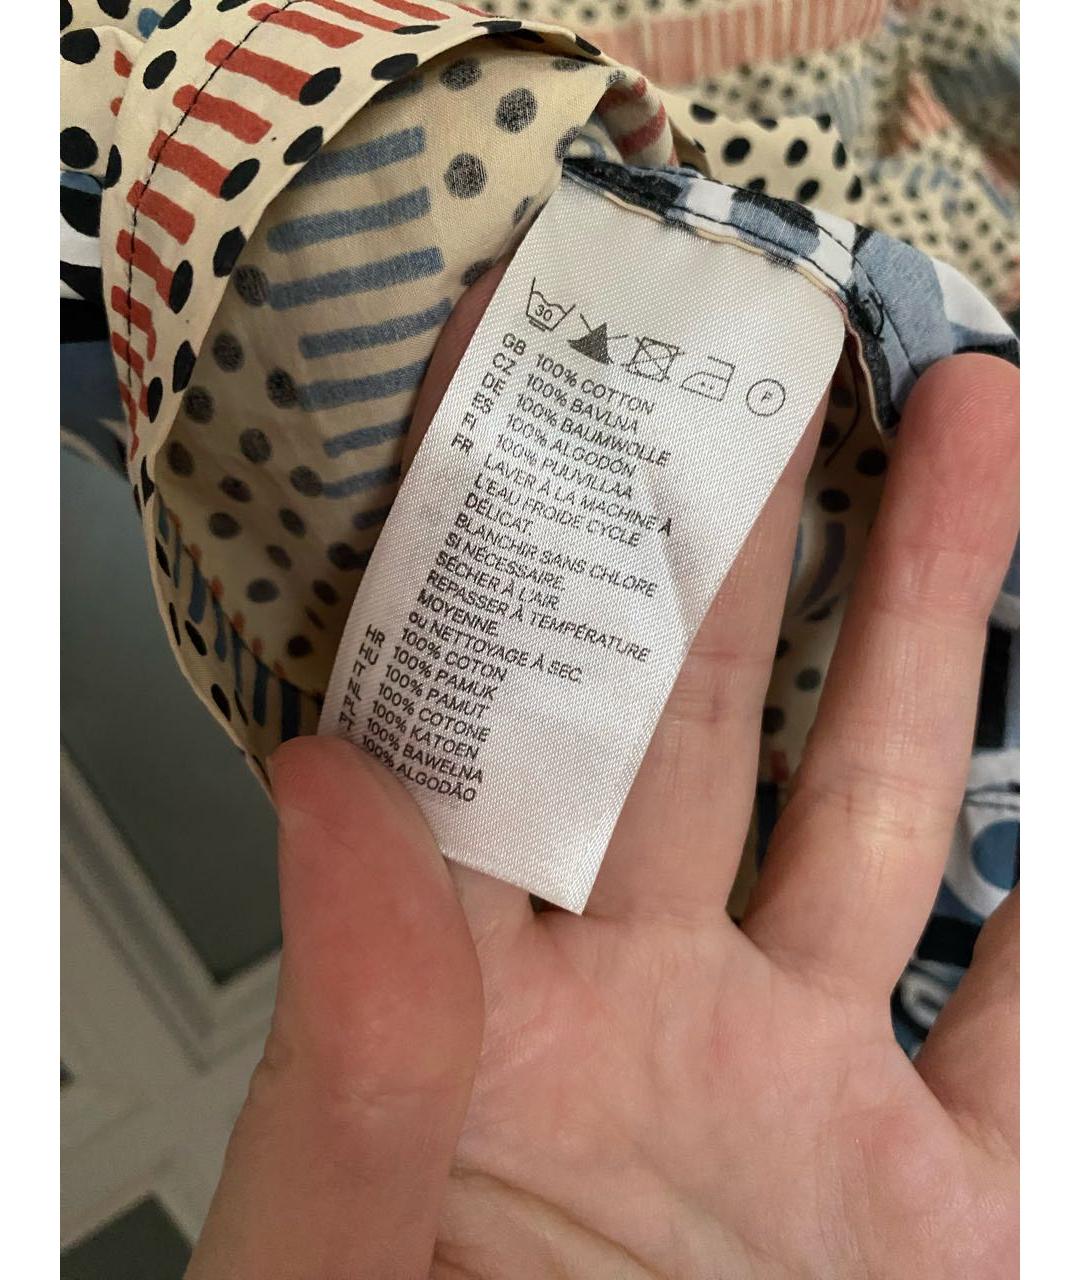 30
P
GB 100% COTTON
CZ 100% BAVLNA
DE 100% BAUMWOLLE
ES 100% ALGODÓN
FI 100% PUUVILLAA
FR LAVER À LA MACHINE À
L'EAU FROIDE CYCLE
DÉLICAT
BLANCHIR SANS CHLORE
SI NÉCESSAIRE
SÉCHER À L'AIR
REPASSER À TEMPÉRATURE
MOYENNE
ou NETTOYAGE À SEC
100% COTON
HR 100% PAMUK
HU 100% PAMUT
IT 100% COTONE
NL 100% KATOEN
PL 100% BAWEŁNA
PT 100% ALGODÃO